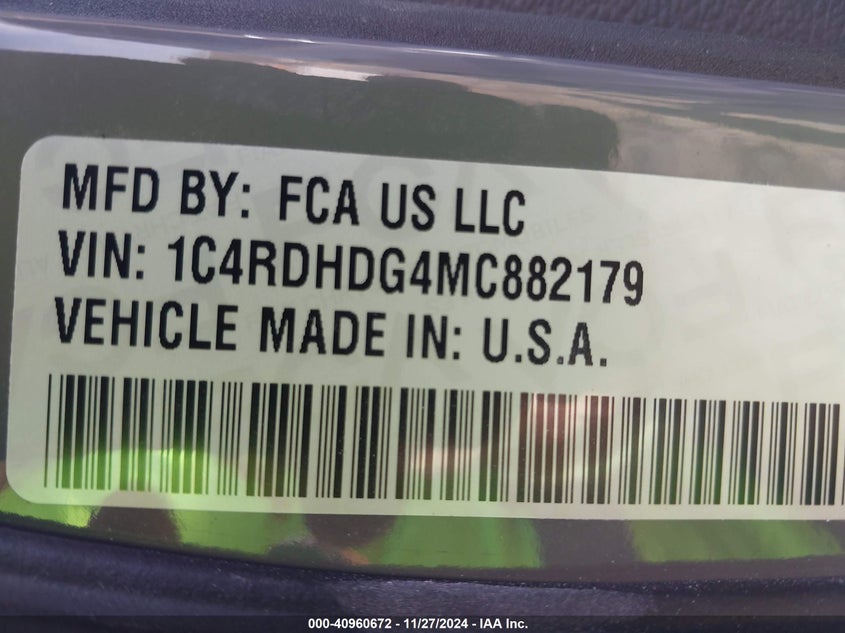 MFD BY: FCA US LLC
VIN: 1C4RDHDG4MC882179
VEHICLE MADE IN: U.S.A.
000-40960672 - 11/27/2024 - IAA Inc.